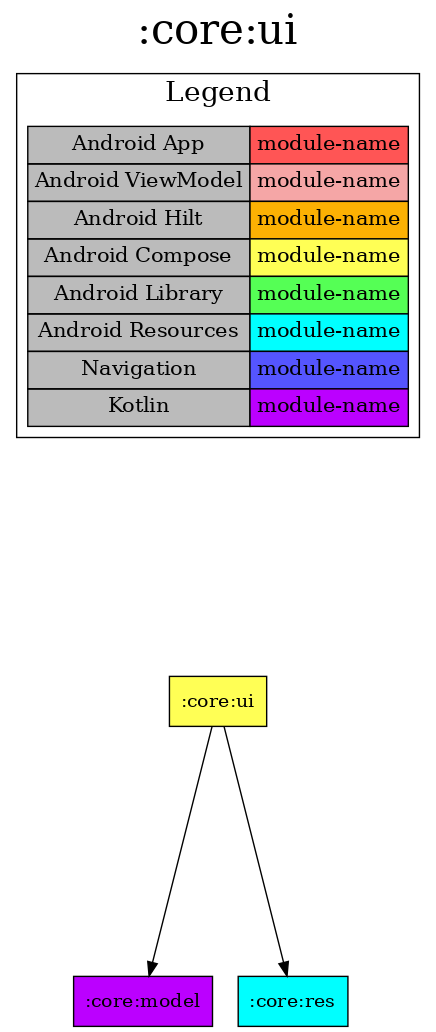 :core:ui
Legend
Android App module-name
Android ViewModel module-name
Android Hilt module-name
Android Compose module-name
Android Library module-name
Android Resources module-name
Navigation module-name
Kotlin module-name
:core:ui
:core:model :core:res